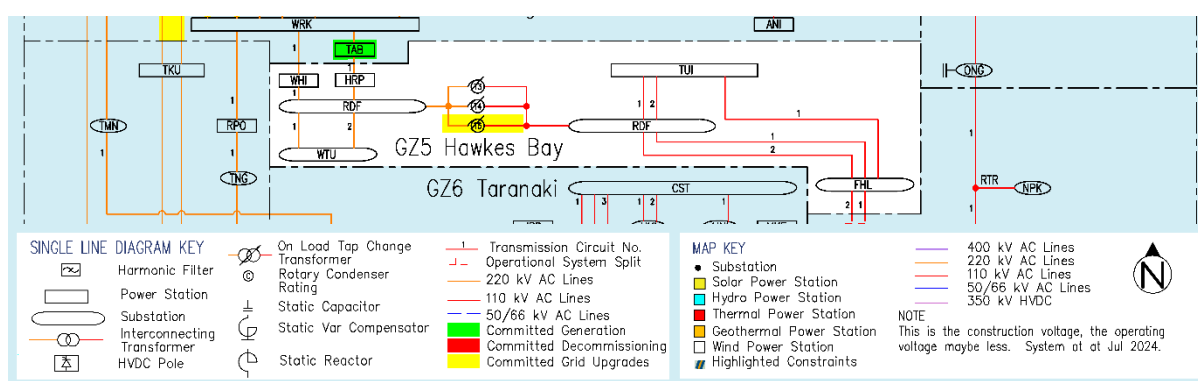 WRK
ANI
TAB
1
1
TKU
WHI
HRP
TUI
ONG
1
T3
1
1
RDF
T4
1
2
1
TMN
RPO
T5
RDF
1
1
1
2
1
WTU
GZ5 Hawkes Bay
2
1
1
TNG
GZ6 Taranaki
CST
FHL
RTR
NPK
1
3
1
2
1
2
1
1
SINGLE LINE DIAGRAM KEY
Harmonic Filter
Power Station
Substation
Interconnecting
Transformer
HVDC Pole
On Load Tap Change
Transformer
Rotary Condenser
Rating
Static Capacitor
Static Var Compensator
Static Reactor
1 Transmission Circuit No.
Operational System Split
220 kV AC Lines
110 kV AC Lines
50/66 kV AC Lines
Committed Generation
Committed Decommissioning
Committed Grid Upgrades
MAP KEY
Substation
Solar Power Station
Hydro Power Station
Thermal Power Station
Geothermal Power Station
Wind Power Station
Highlighted Constraints
400 kV AC Lines
220 kV AC Lines
110 kV AC Lines
50/66 kV AC Lines
350 kV HVDC
N
NOTE
This is the construction voltage, the operating
voltage maybe less. System at at Jul 2024.